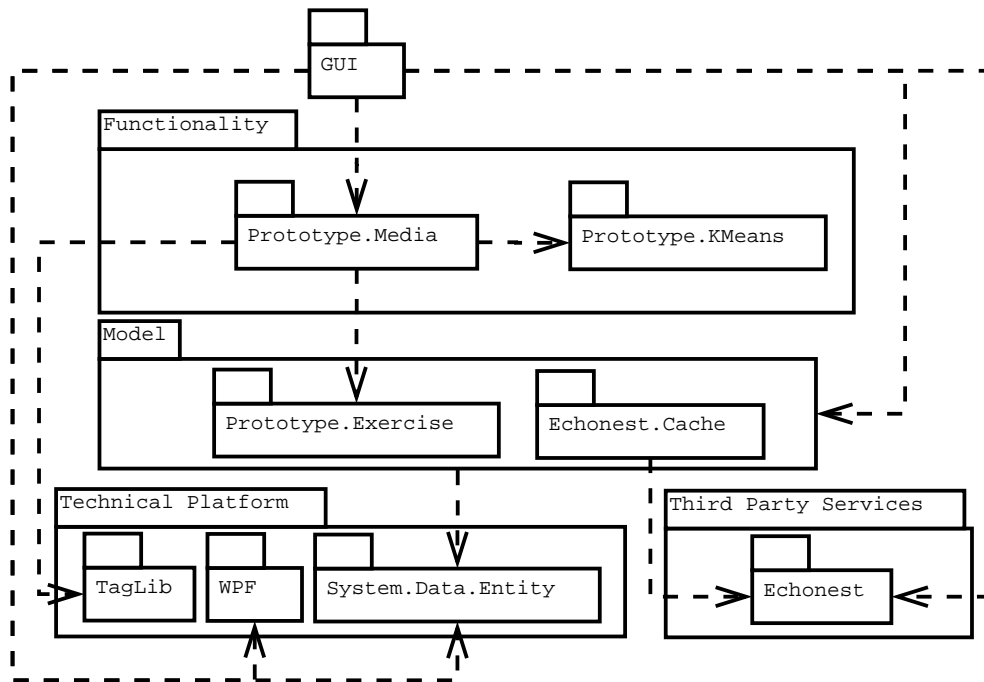 GUI
Functionality
Prototype.Media
Prototype.KMeans
Model
Prototype.Exercise
Echonest.Cache
Technical Platform
Third Party Services
TagLib
WPF
System.Data.Entity
Echonest